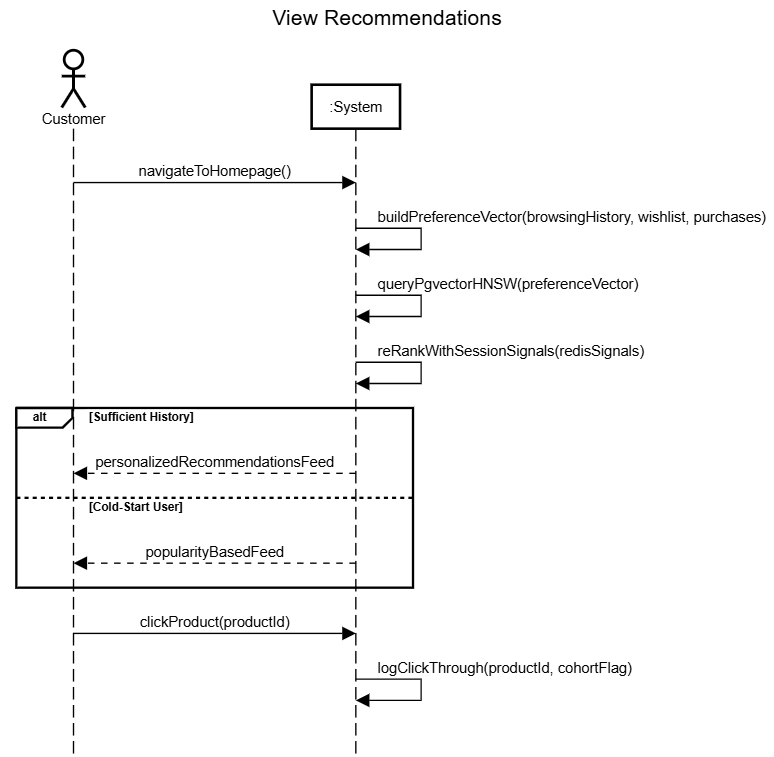 View Recommendations
Customer
:System
navigateToHomepage()
buildPreferenceVector(browsingHistory, wishlist, purchases)
queryPgvectorHNSW(preferenceVector)
reRankWithSessionSignals(redisSignals)
alt [Sufficient History]
personalizedRecommendationsFeed
[Cold-Start User]
popularityBasedFeed
clickProduct(productId)
logClickThrough(productId, cohortFlag)